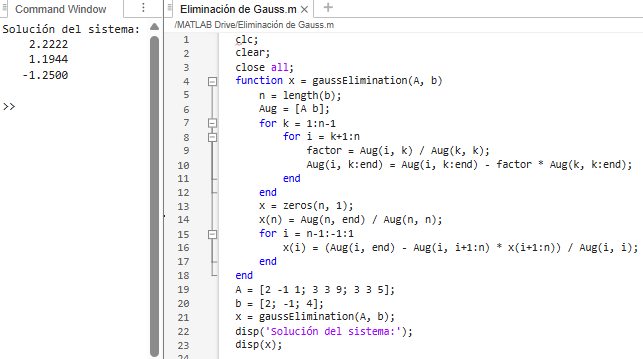 Command Window
Solución del sistema:
2.2222
1.1944
-1.2500
>>
Eliminación de Gauss.m
/MATLAB Drive/Eliminación de Gauss.m
1 clc;
2 clear;
3 close all;
4 function x = gaussElimination(A, b)
5 n = length(b);
6 Aug = [A b];
7 for k = 1:n-1
8 for i = k+1:n
9 factor = Aug(i, k) / Aug(k, k);
10 Aug(i, k:end) = Aug(i, k:end) - factor * Aug(k, k:end);
11 end
12 end
13 x = zeros(n, 1);
14 x(n) = Aug(n, end) / Aug(n, n);
15 for i = n-1:-1:1
16 x(i) = (Aug(i, end) - Aug(i, i+1:n) * x(i+1:n)) / Aug(i, i);
17 end
18 end
19 A = [2 -1 1; 3 3 9; 3 3 5];
20 b = [2; -1; 4];
21 x = gaussElimination(A, b);
22 disp('Solución del sistema:');
23 disp(x);
24